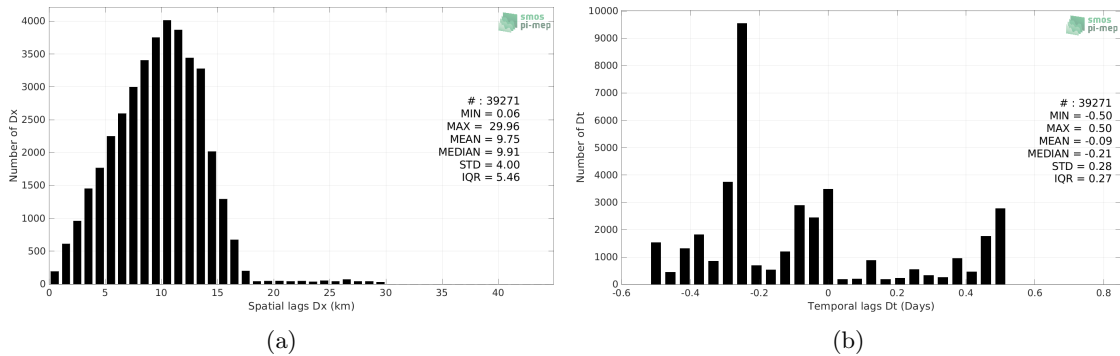 smos
pi-mep
4000
3500
3000
2500
2000
1500
1000
500
0
Number of Dx
# : 39271
MIN = 0.06
MAX = 29.96
MEAN = 9.75
MEDIAN = 9.91
STD = 4.00
IQR = 5.46
0 5 10 15 20 25 30 35 40
Spatial lags Dx (km)
(a)
smos
pi-mep
10000
9000
8000
7000
6000
5000
4000
3000
2000
1000
0
Number of Dt
# : 39271
MIN = -0.50
MAX = 0.50
MEAN = -0.09
MEDIAN = -0.21
STD = 0.28
IQR = 0.27
-0.6 -0.4 -0.2 0 0.2 0.4 0.6 0.8
Temporal lags Dt (Days)
(b)